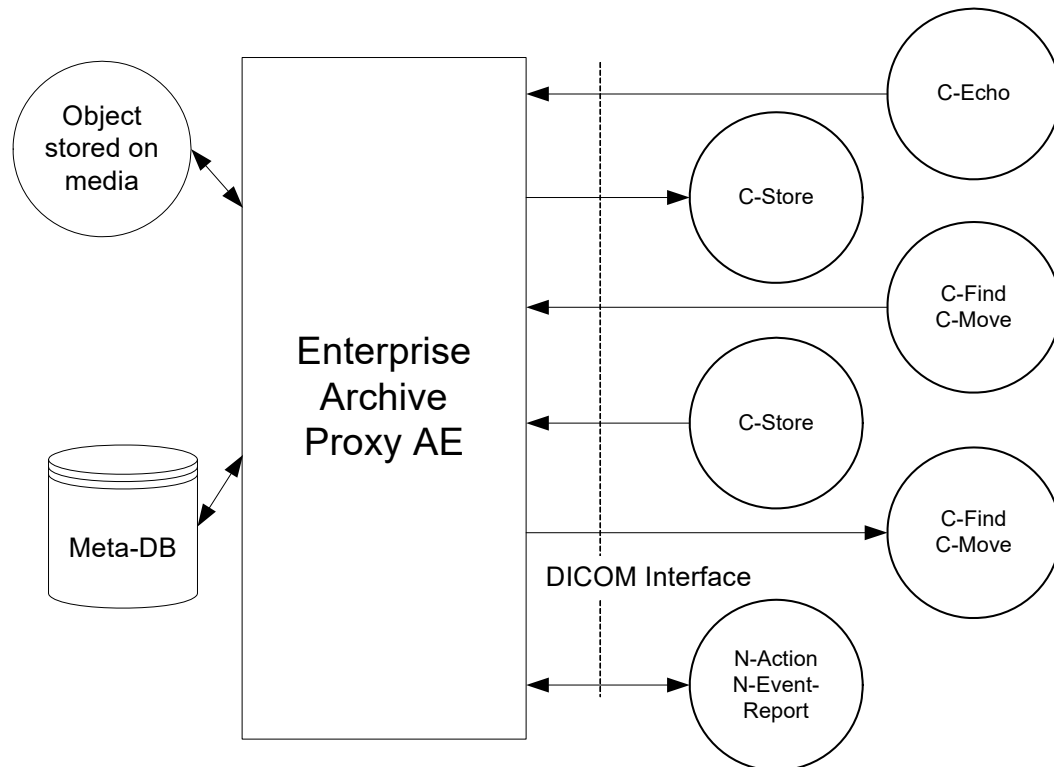 Object
stored on
media
Meta-DB
Enterprise
Archive
Proxy AE
C-Echo
C-Store
C-Find
C-Move
C-Store
C-Find
C-Move
DICOM Interface
N-Action
N-Event-
Report